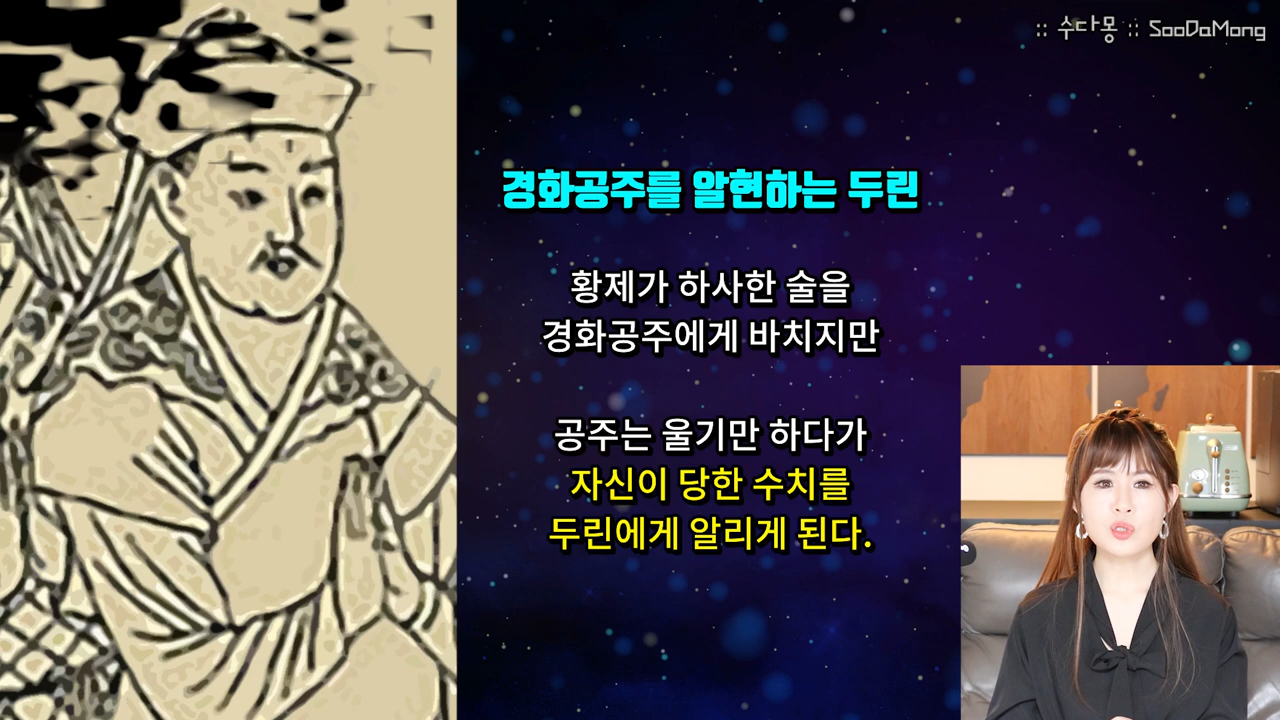 :: 수다몽 :: SooDaMong
경화공주를 알현하는 두린
황제가 하사한 술을
경화공주에게 바치지만
공주는 울기만 하다가
자신이 당한 수치를
두린에게 알리게 된다.